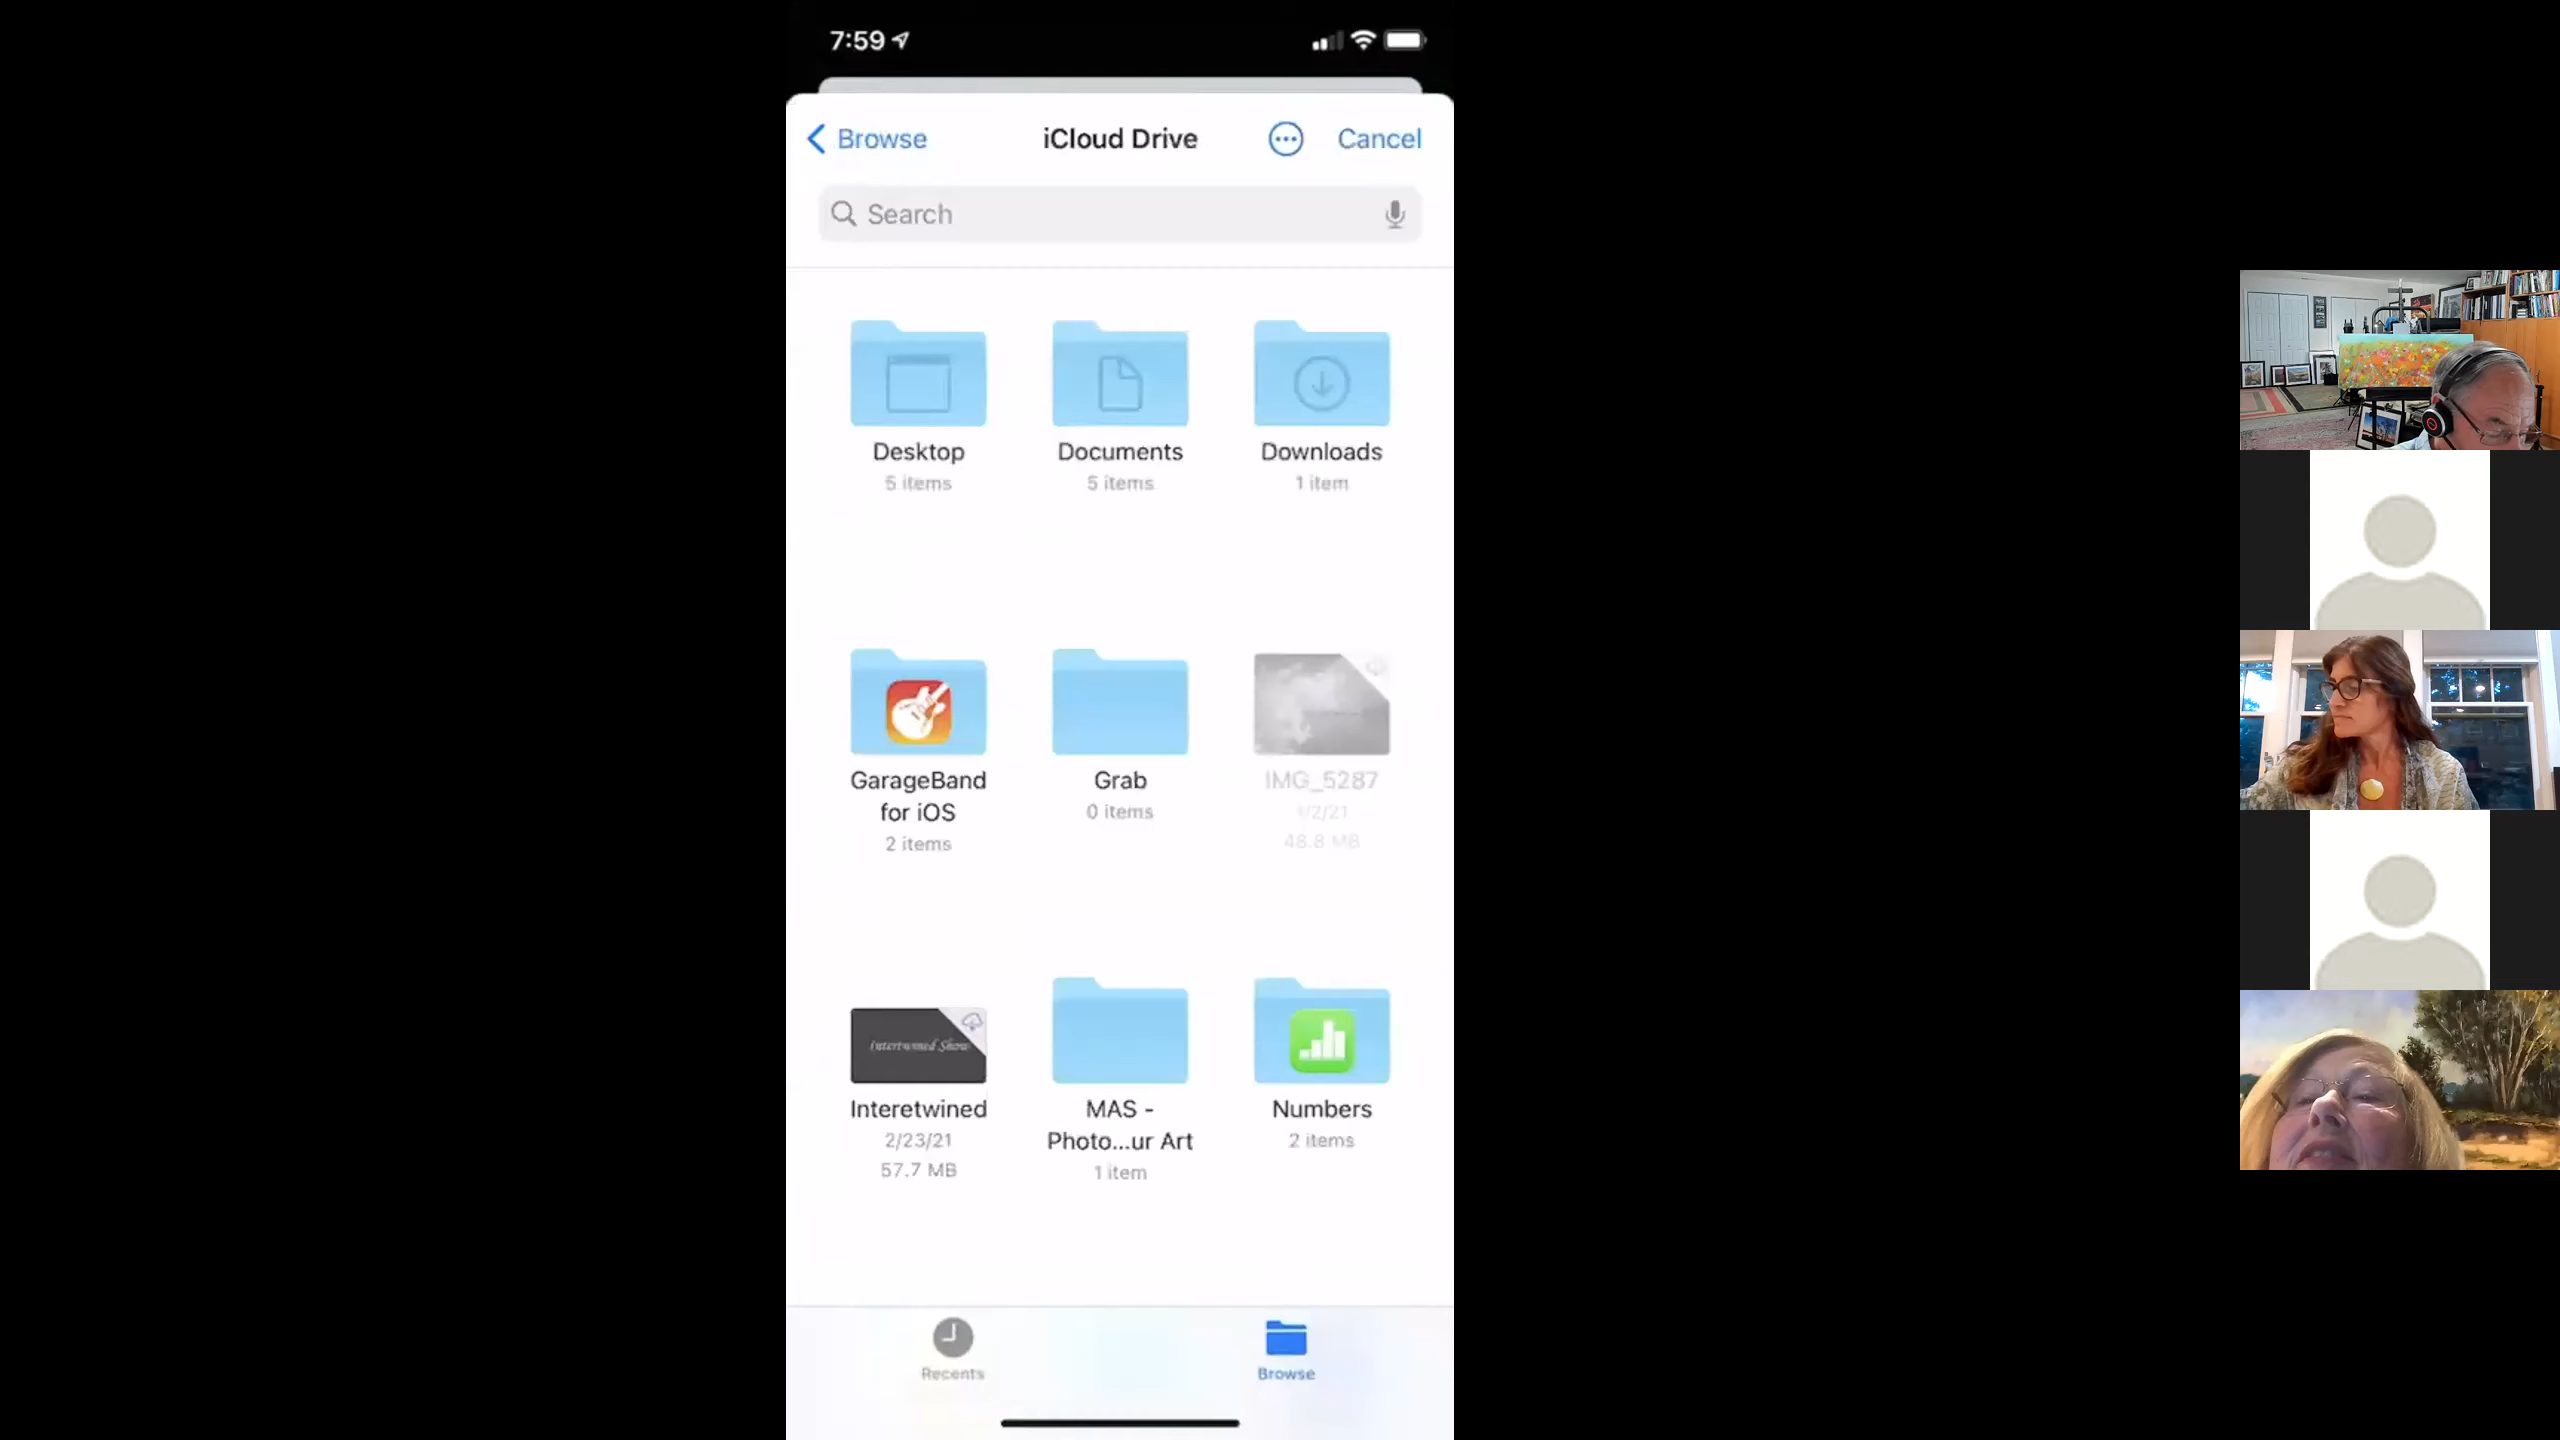 7:59
Browse
iCloud Drive
Cancel
Search
Desktop
5 items
Documents
5 items
Downloads
1 item
GarageBand
for iOS
2 items
Grab
0 items
IMG_5287
48.8 MB
Intertwined Show
Interetwined
2/23/21
57.7 MB
MAS -
Photo...ur Art
1 item
Numbers
2 items
Recents
Browse